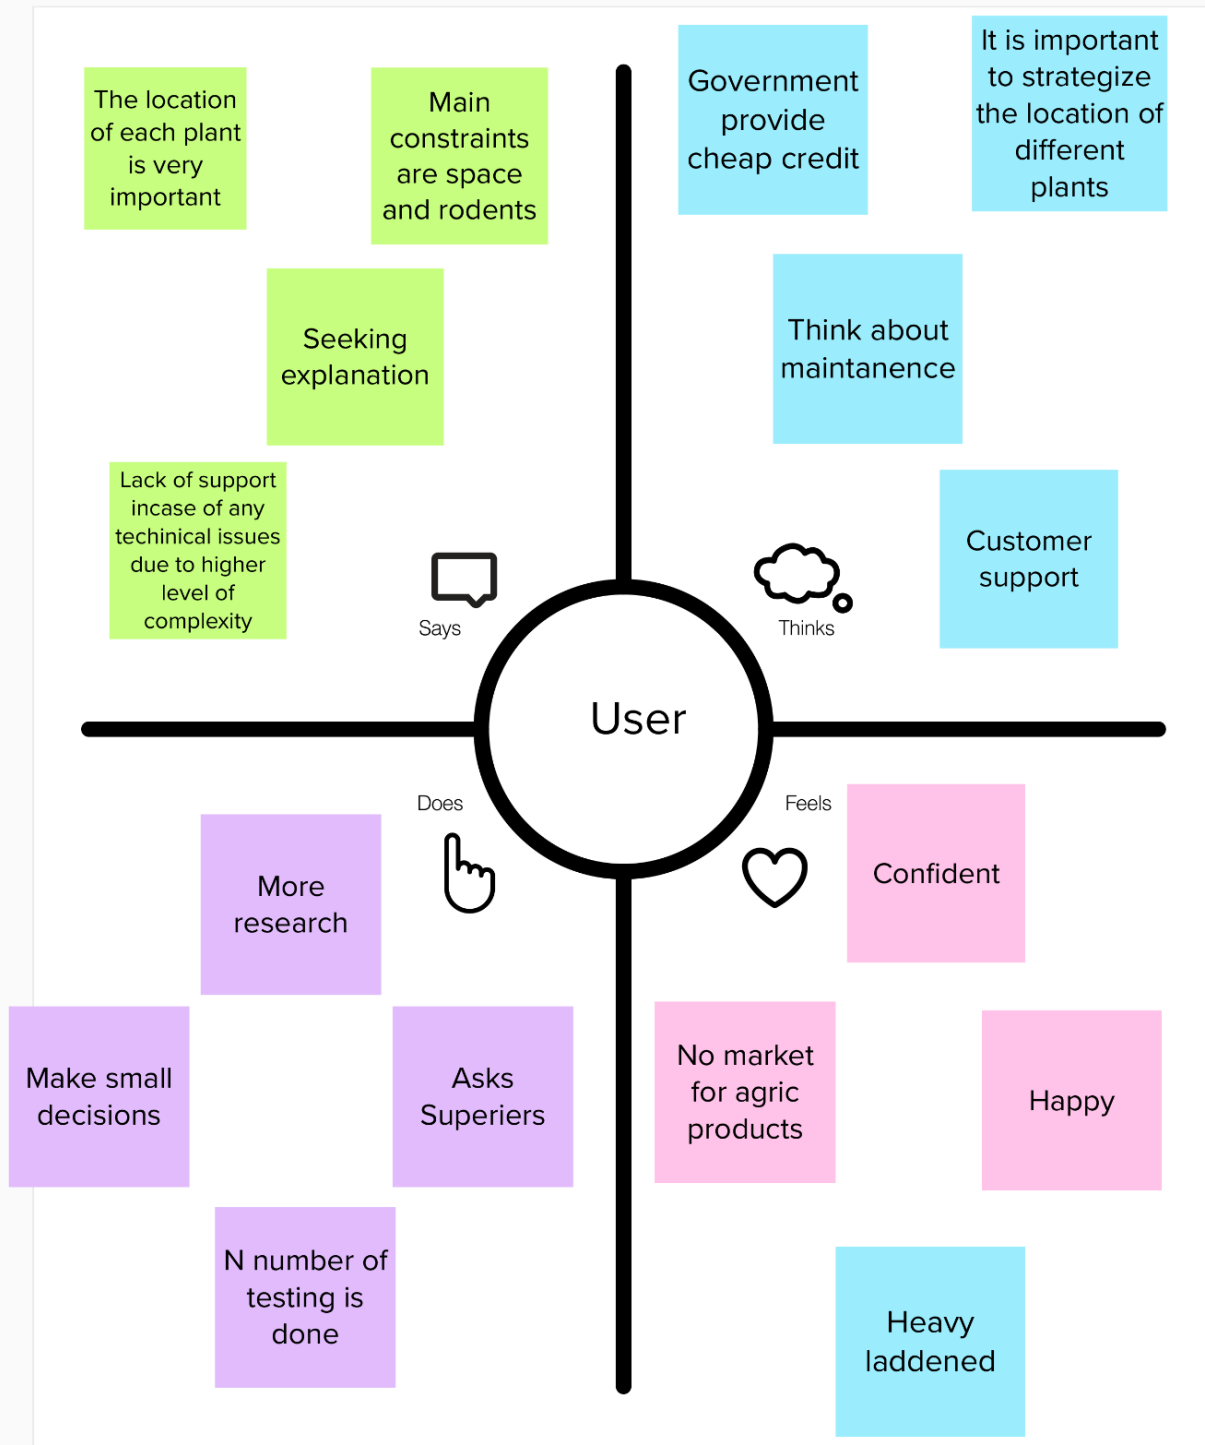 The location
of each plant
is very
important
Main
constraints
are space
and rodents
Seeking
explanation
Lack of support
incase of any
techinical issues
due to higher
level of
complexity
Says
Government
provide
cheap credit
It is important
to strategize
the location of
different
plants
Think about
maintanence
Customer
support
Thinks
User
Does
More
research
Make small
decisions
Asks
Superiers
N number of
testing is
done
Feels
Confident
No market
for agric
products
Happy
Heavy
laddened